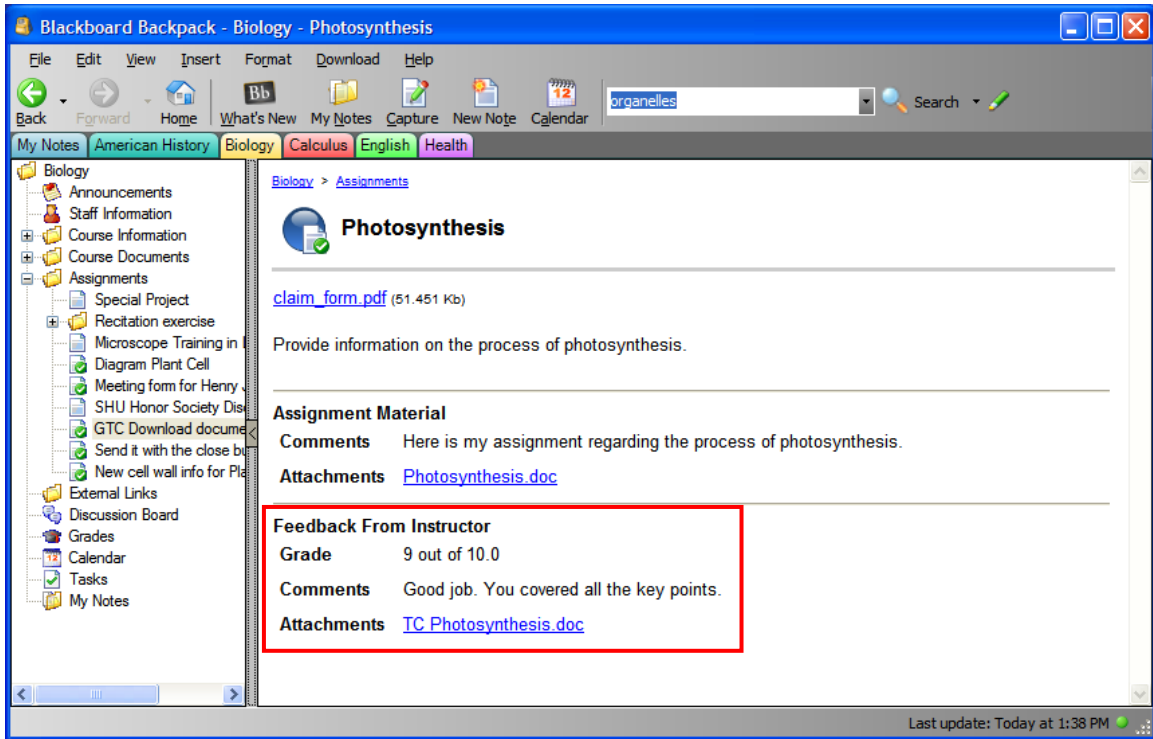 Blackboard Backpack - Biology - Photosynthesis
File Edit View Insert Format Download Help
Back Forward Home What's New My Notes Capture New Note 12 Calendar organelles Search
My Notes American History Biology Calculus English Health
Biology
Announcements
Staff Information
Course Information
Course Documents
Assignments
Special Project
Recitation exercise
Microscope Training in
Diagram Plant Cell
Meeting form for Henry
SHU Honor Society
GTC Download docume
Send it with the close
New cell wall info for
External Links
Discussion Board
Grades
Calendar
Tasks
My Notes
Biology > Assignments
Photosynthesis
claim_form.pdf (51.451 Kb)
Provide information on the process of photosynthesis.
Assignment Material
Comments Here is my assignment regarding the process of photosynthesis.
Attachments Photosynthesis.doc
Feedback From Instructor
Grade 9 out of 10.0
Comments Good job. You covered all the key points.
Attachments TC Photosynthesis.doc
Last update: Today at 1:38 PM